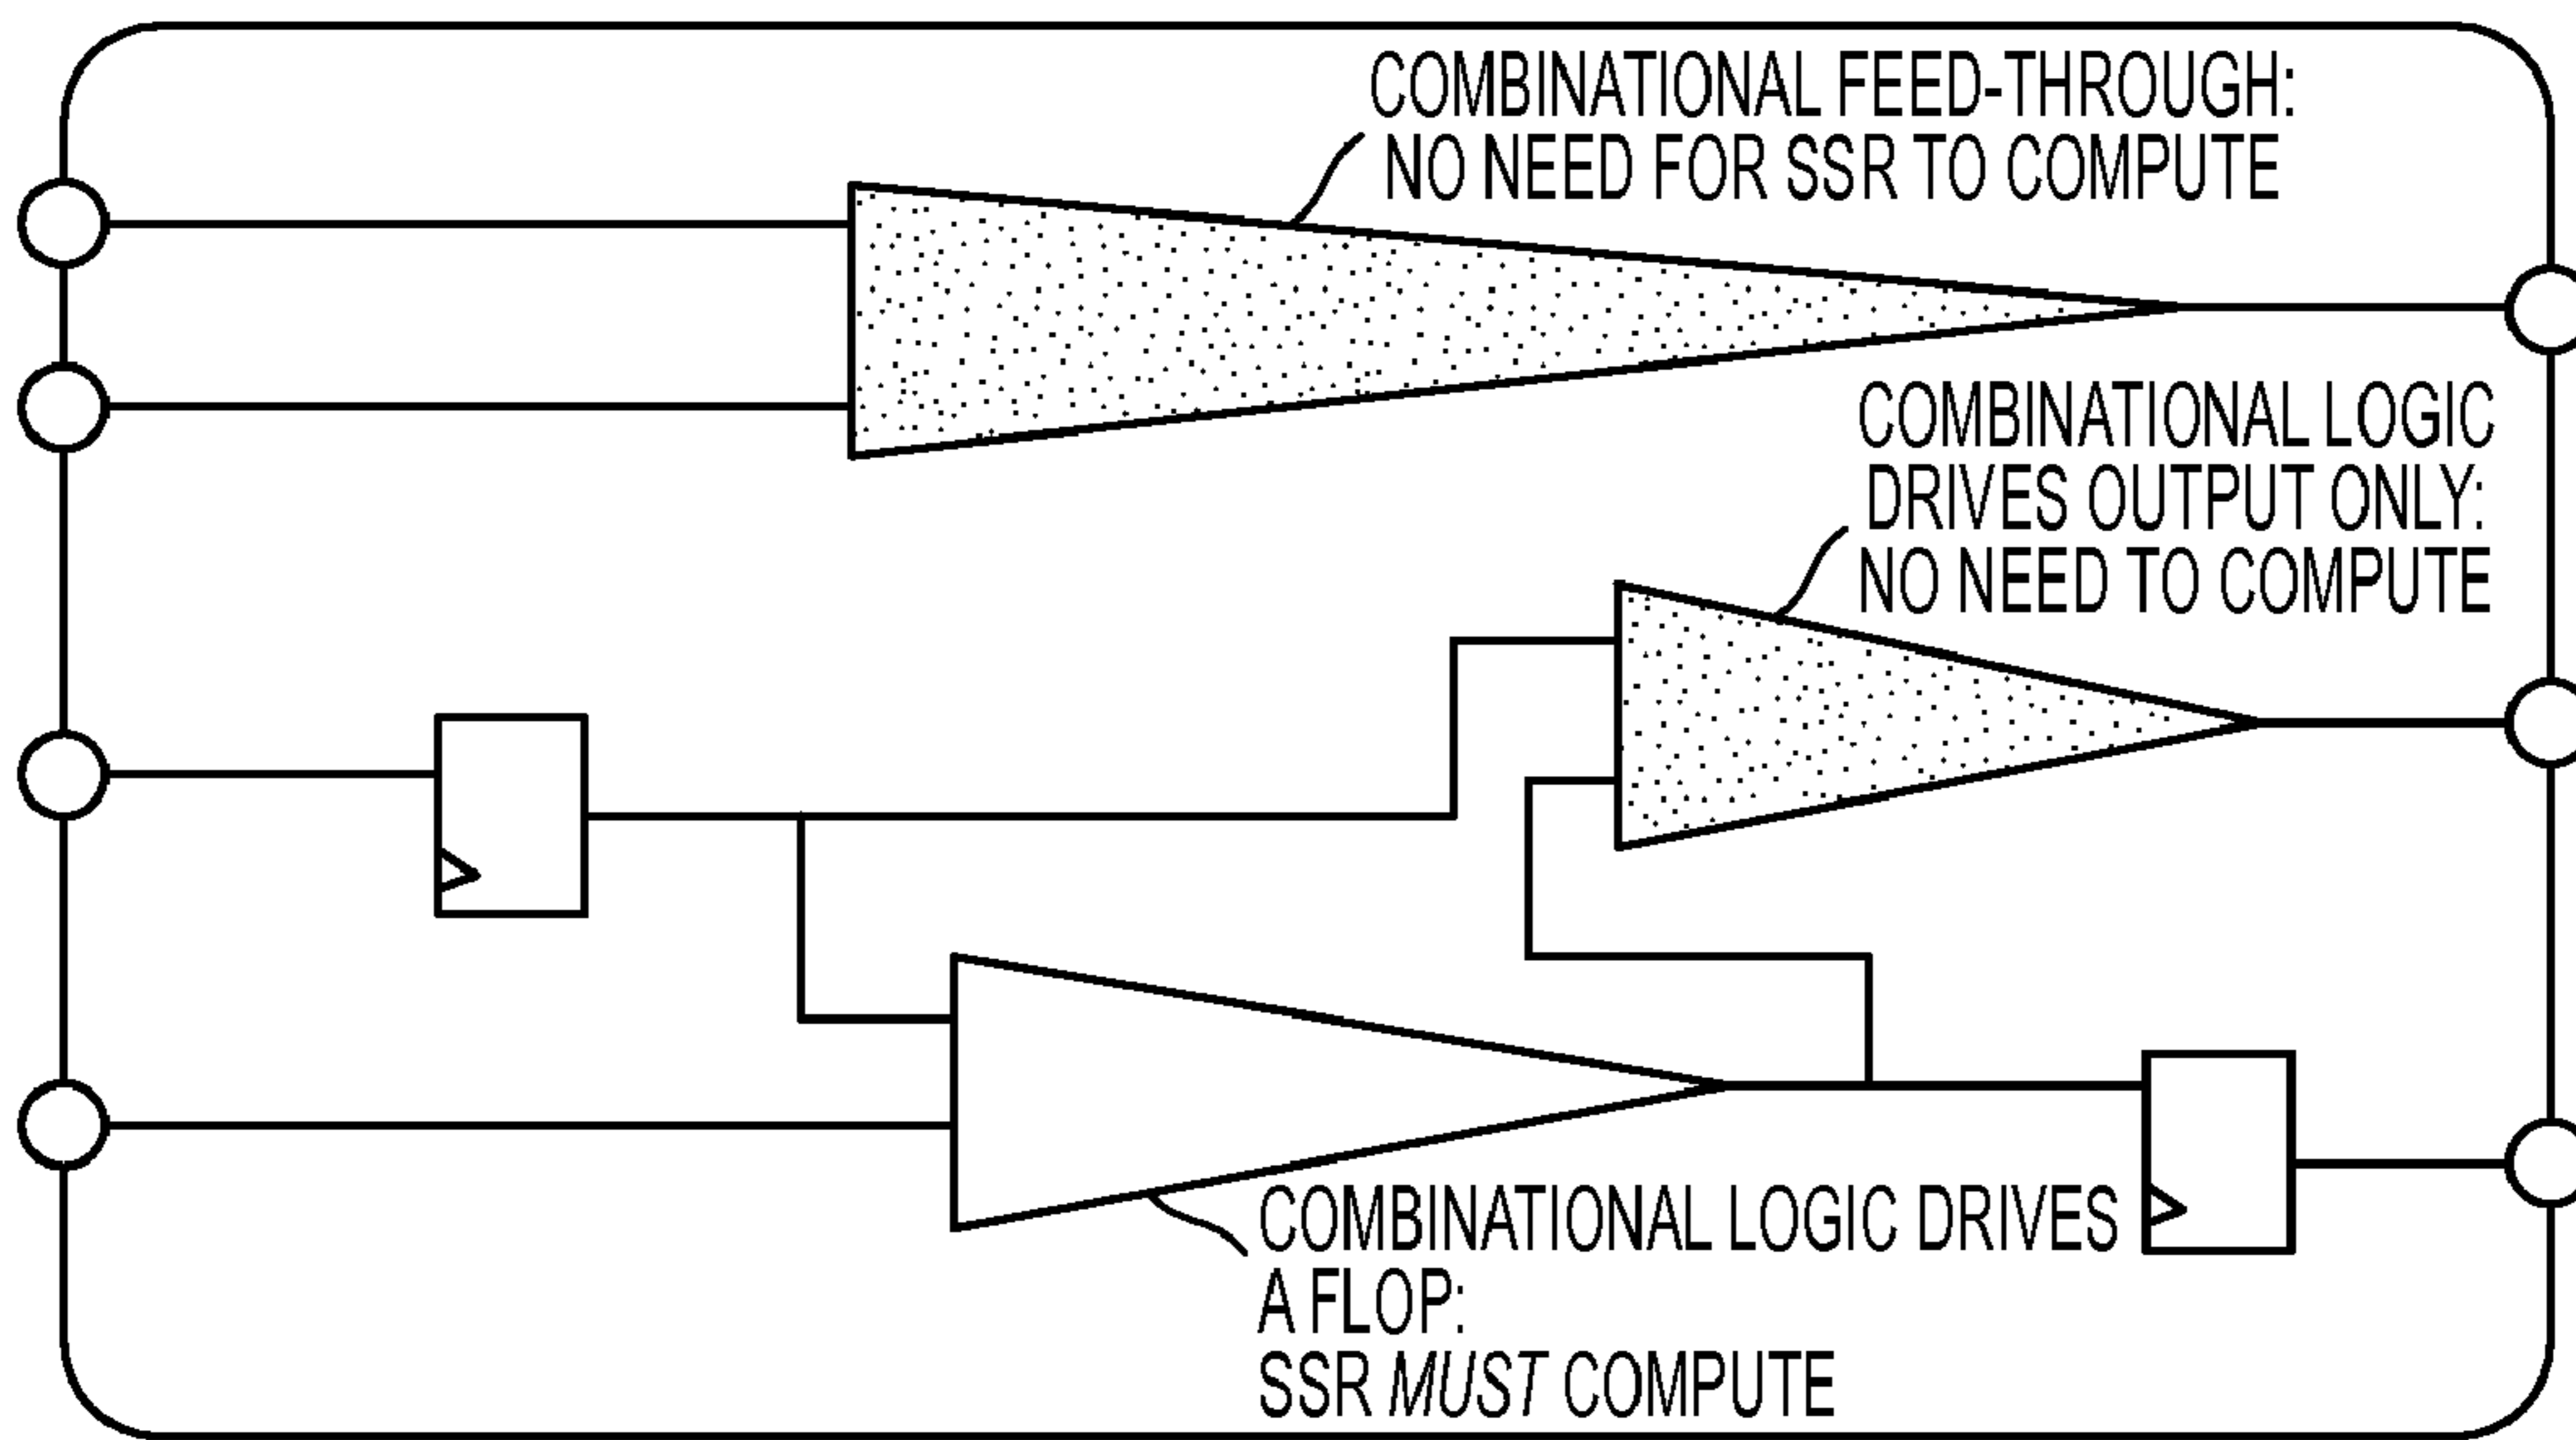 COMBINATIONAL FEED-THROUGH:
NO NEED FOR SSR TO COMPUTE
COMBINATIONAL LOGIC
DRIVES OUTPUT ONLY:
NO NEED TO COMPUTE
COMBINATIONAL LOGIC DRIVES
A FLOP:
SSR MUST COMPUTE